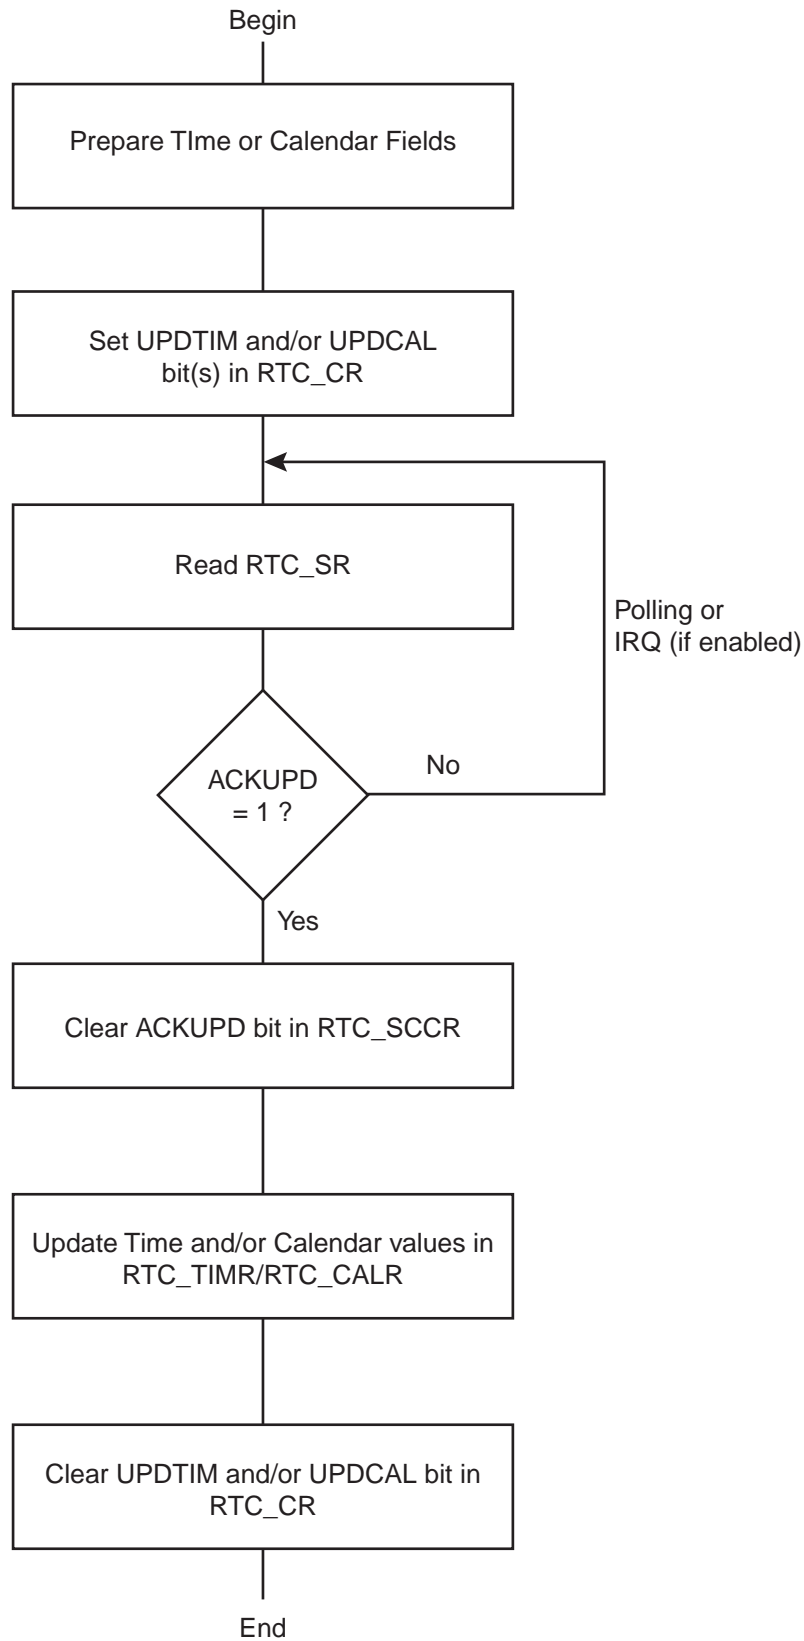 Begin
Prepare TIme or Calendar Fields
Set UPDTIM and/or UPDCAL
bit(s) in RTC_CR
Read RTC_SR
Polling or
IRQ (if enabled)
ACKUPD
= 1 ?
No
Yes
Clear ACKUPD bit in RTC_SCCR
Update Time and/or Calendar values in
RTC_TIMR/RTC_CALR
Clear UPDTIM and/or UPDCAL bit in
RTC_CR
End